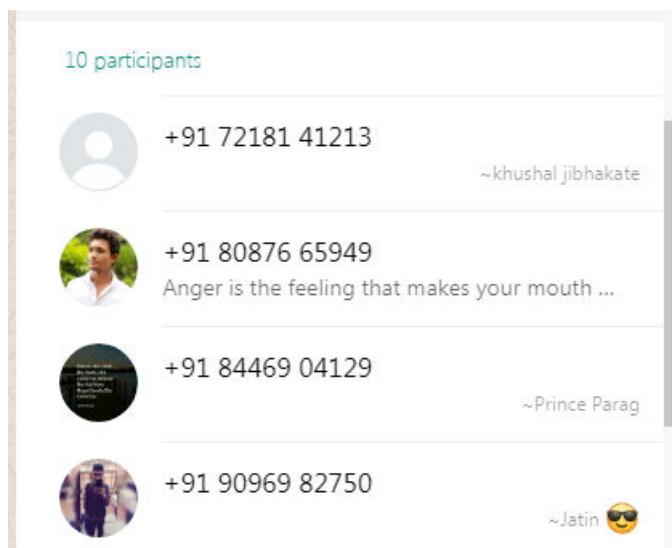 10 participants
+91 72181 41213
~khushal jibhakate
+91 80876 65949
Anger is the feeling that makes your mouth ...
+91 84469 04129
~Prince Parag
+91 90969 82750
~Jatin 😎